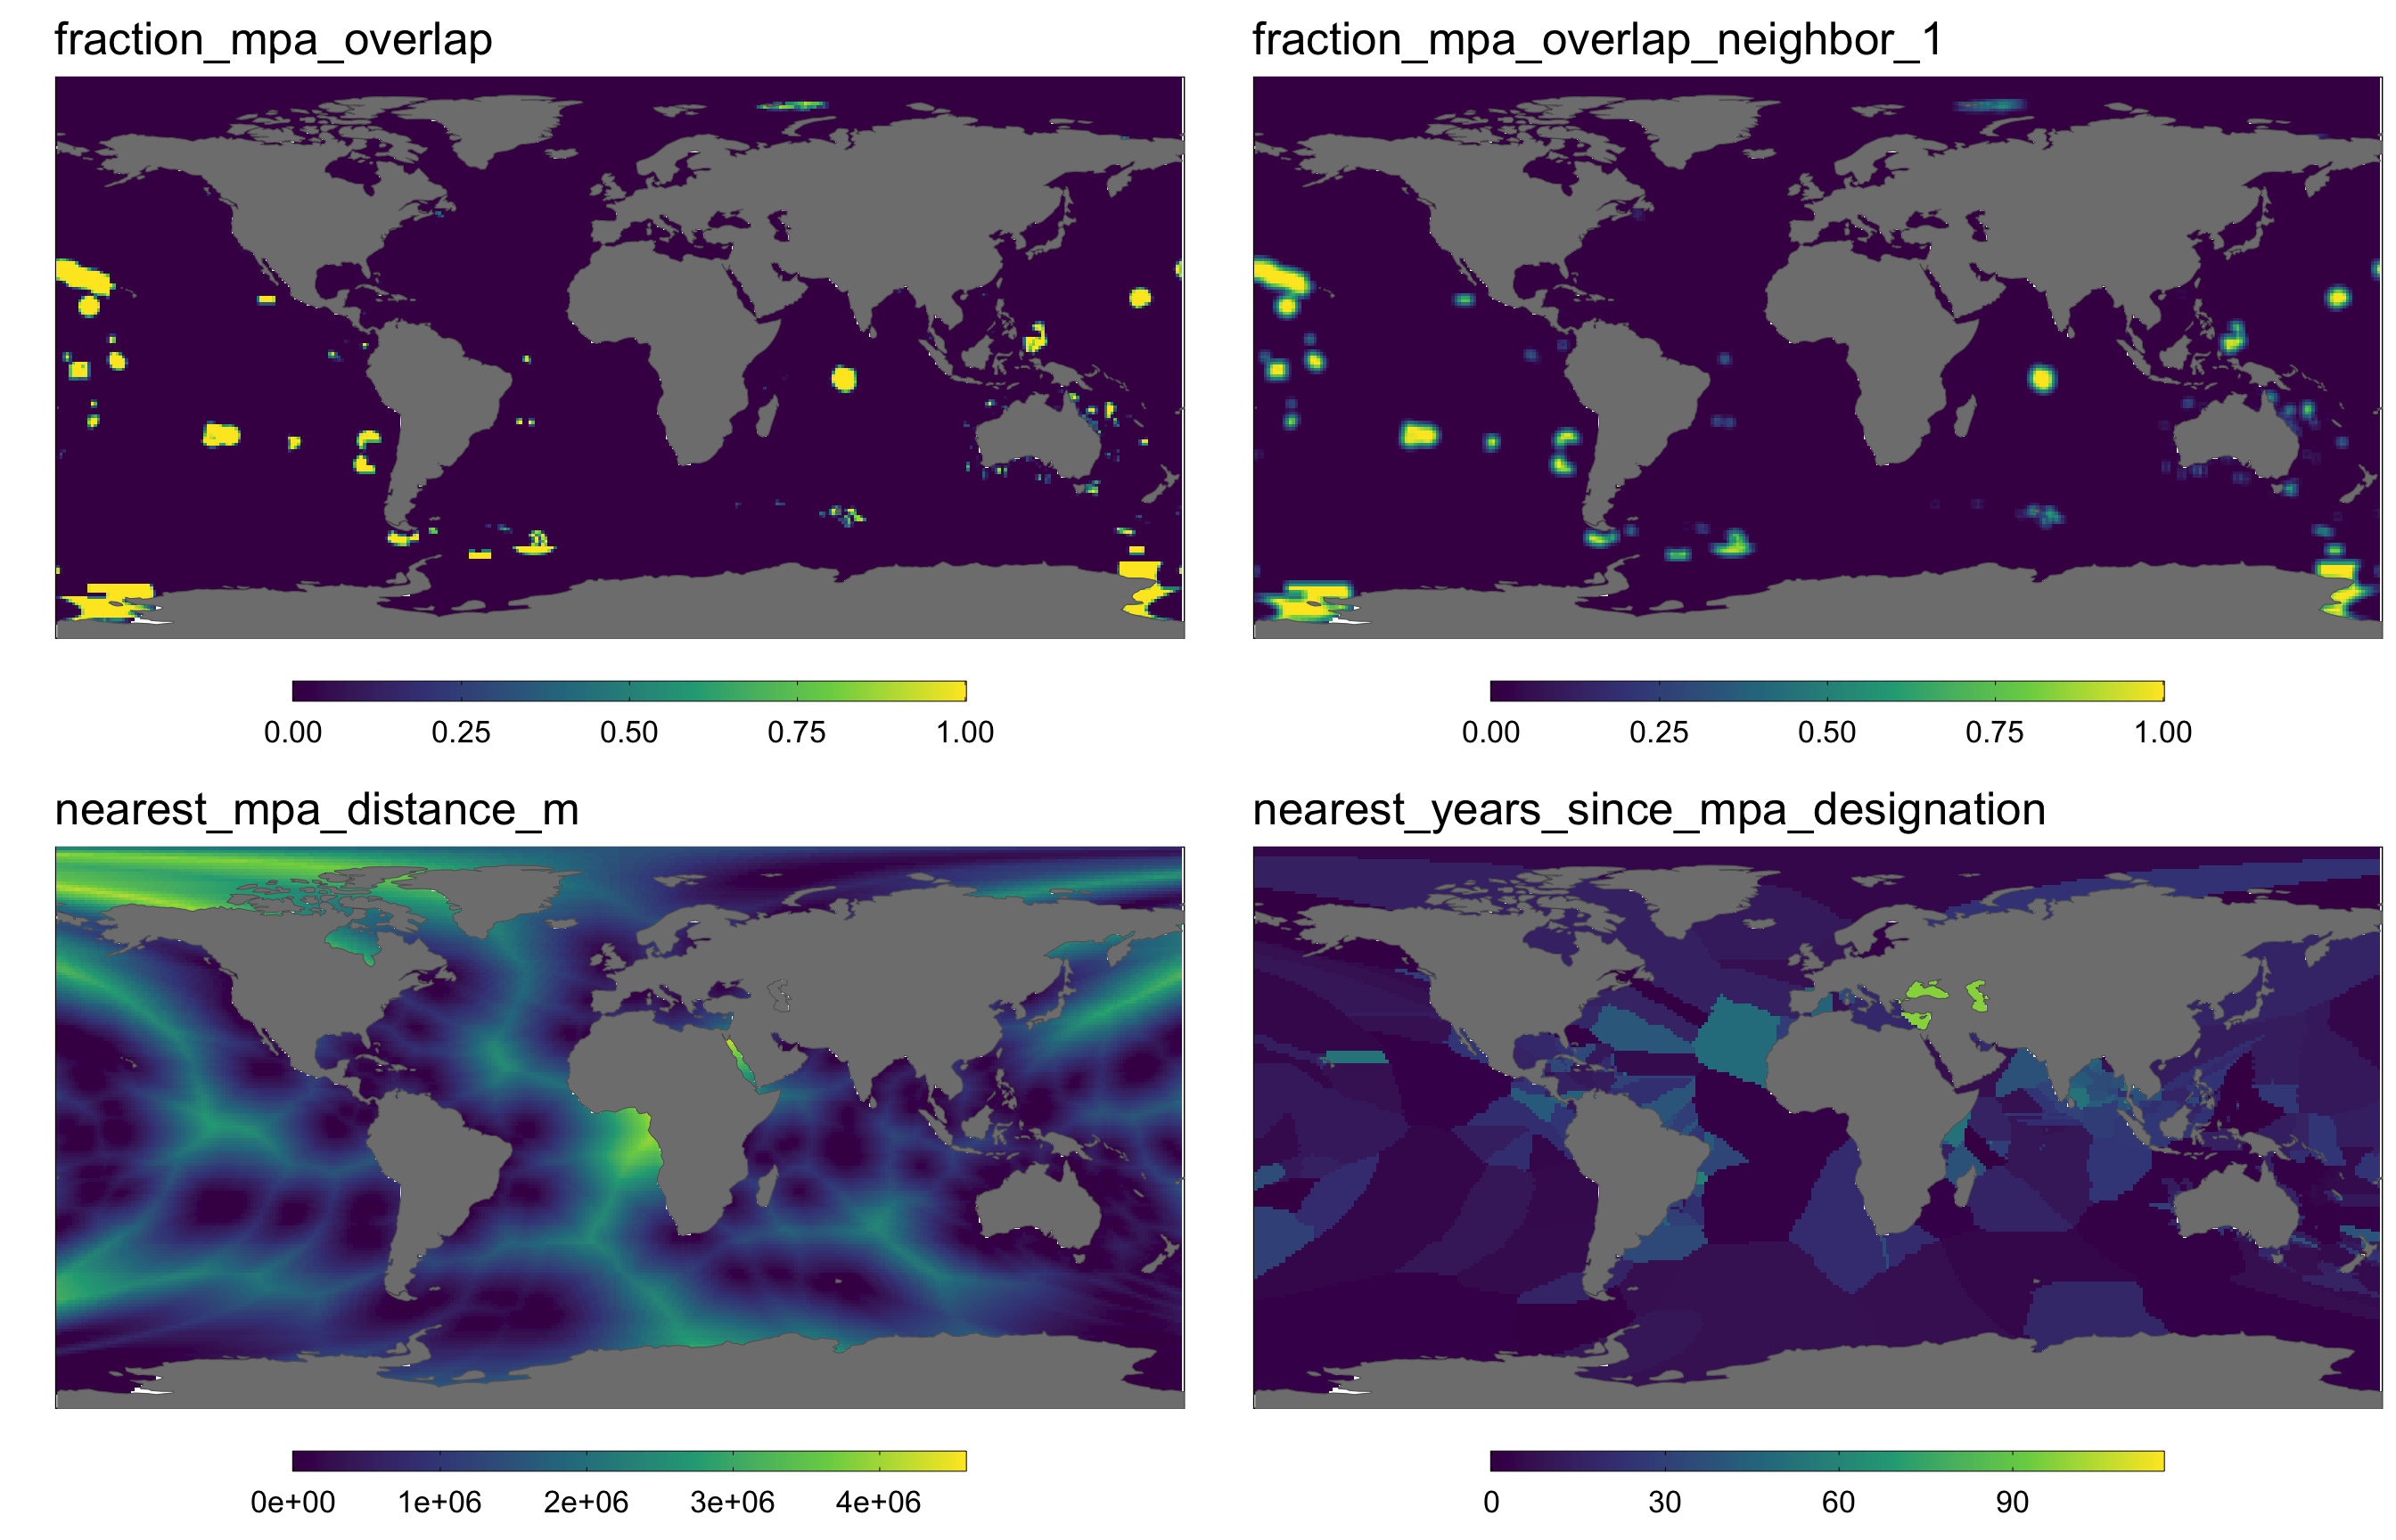 fraction_mpa_overlap
fraction_mpa_overlap_neighbor_1
0.00 0.25 0.50 0.75 1.00
0.00 0.25 0.50 0.75 1.00
nearest_mpa_distance_m
nearest_years_since_mpa_designation
0e+00 1e+06 2e+06 3e+06 4e+06
0 30 60 90